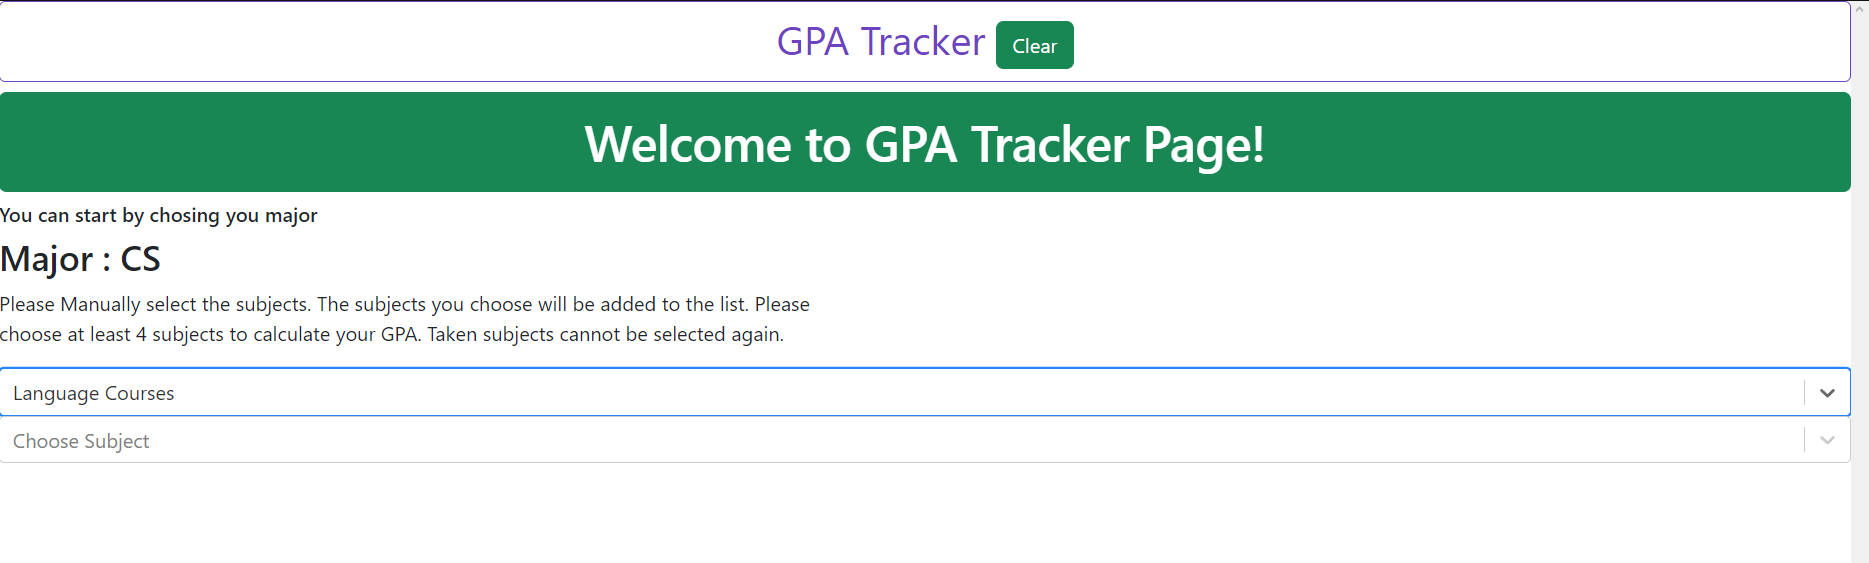 GPA Tracker Clear
Welcome to GPA Tracker Page!
You can start by chosing you major
Major : CS
Please Manually select the subjects. The subjects you choose will be added to the list. Please
choose at least 4 subjects to calculate your GPA. Taken subjects cannot be selected again.
Language Courses
Choose Subject